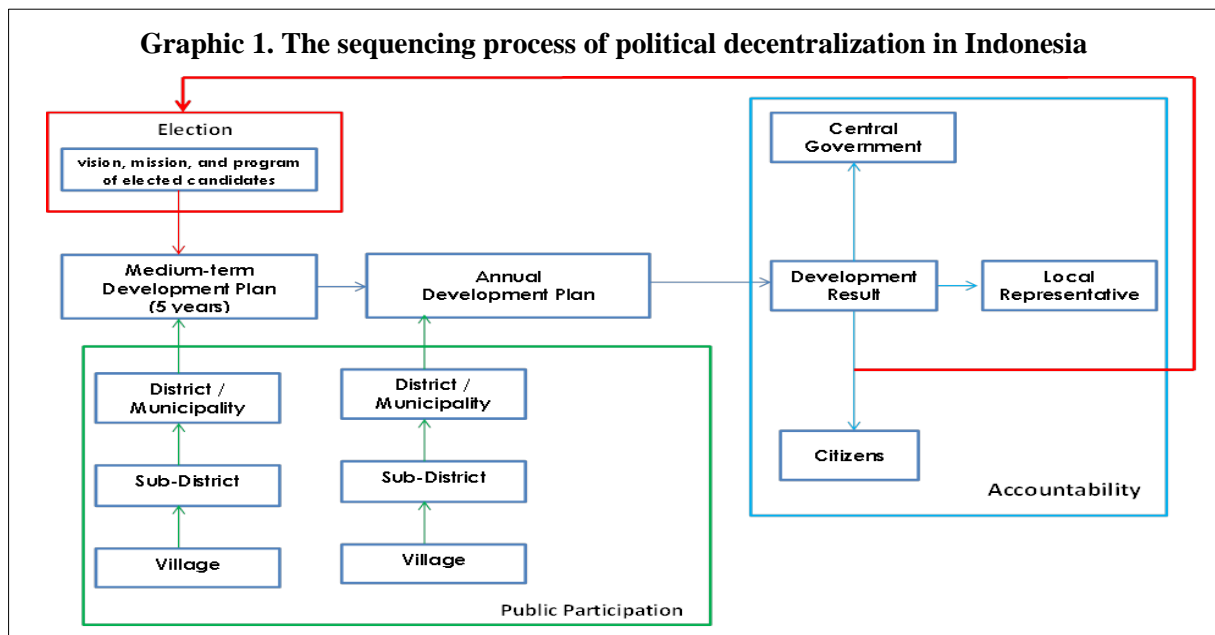 Graphic 1. The sequencing process of political decentralization in Indonesia
Election
vision, mission, and program
of elected candidates
Central
Government
Medium-term
Development Plan
(5 years)
Annual
Development Plan
Development
Result
Local
Representative
District /
Municipality
Sub-District
Village
District /
Municipality
Sub-District
Village
Public Participation
Citizens
Accountability